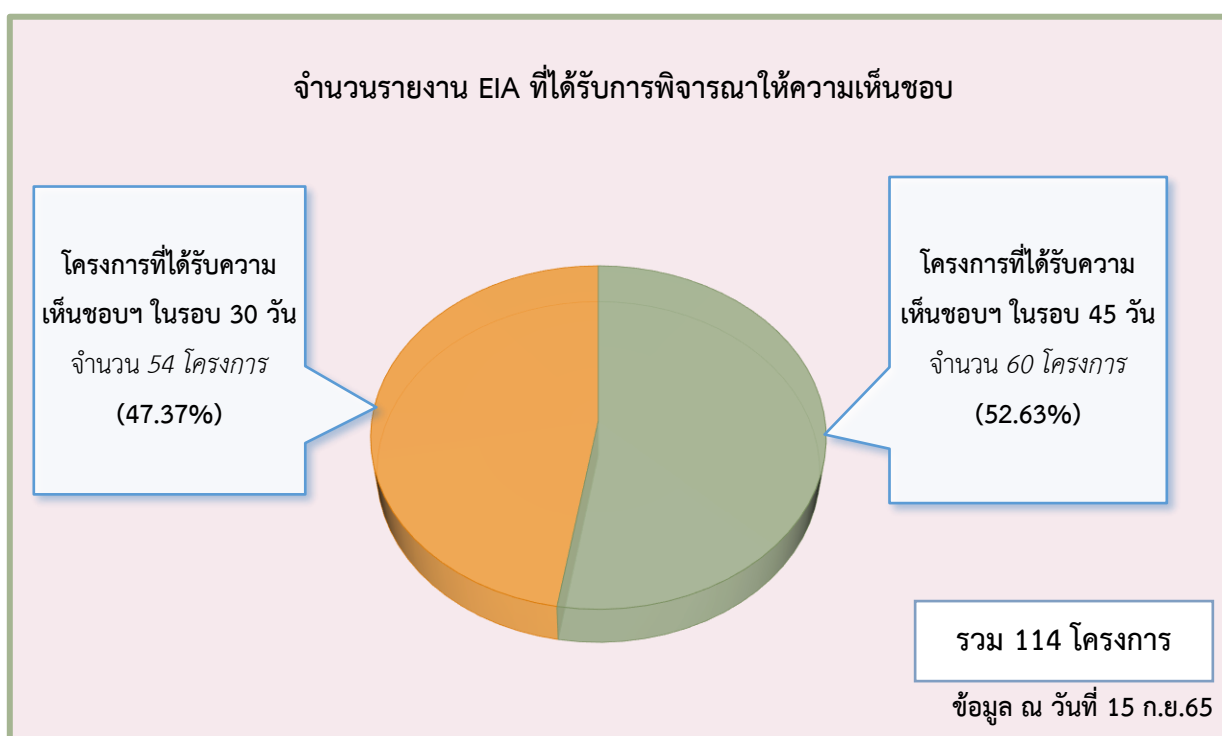 จำนวนรายงาน EIA ที่ได้รับการพิจารณาให้ความเห็นชอบ
โครงการที่ได้รับความ
เห็นชอบฯ ในรอบ 30 วัน
จำนวน 54 โครงการ
(47.37%)
โครงการที่ได้รับความ
เห็นชอบฯ ในรอบ 45 วัน
จำนวน 60 โครงการ
(52.63%)
รวม 114 โครงการ
ข้อมูล ณ วันที่ 15 ก.ย.65